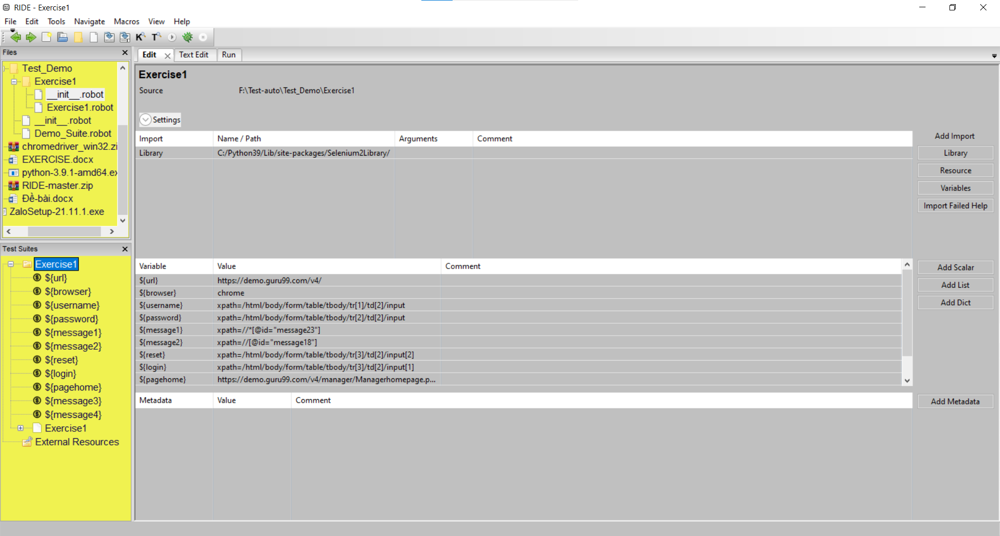 RIDE - Exercise1
File Edit Tools Navigate Macros View Help
K T
Files
Test_Demo
Exercise1
__init__.robot
Exercise1.robot
__init__.robot
Demo_Suite.robot
chromedriver_win32.zi
EXERCISE.docx
python-3.9.1-amd64.ex
RIDE-master.zip
Đề-bài.docx
ZaloSetup-21.11.1.exe
Test Suites
Exercise1
${url}
${browser}
${username}
${password}
${message1}
${message2}
${reset}
${login}
${pagehome}
${message3}
${message4}
Exercise1
External Resources
Edit Text Edit Run
Exercise1
Source F:\Test-auto\Test_Demo\Exercise1
Settings
Import Name / Path Arguments Comment
Library C:/Python39/Lib/site-packages/Selenium2Library/
Add Import
Library
Resource
Variables
Import Failed Help
Variable Value Comment
${url} https://demo.guru99.com/v4/
${browser} chrome
${username} xpath=/html/body/form/table/tbody/tr[1]/td[2]/input
${password} xpath=/html/body/form/table/tbody/tr[2]/td[2]/input
${message1} xpath=//*[@id="message23"]
${message2} xpath=//[@id="message18"]
${reset} xpath=/html/body/form/table/tbody/tr[3]/td[2]/input[2]
${login} xpath=/html/body/form/table/tbody/tr[3]/td[2]/input[1]
${pagehome} https://demo.guru99.com/v4/manager/Managerhomepage.p...
Add Scalar
Add List
Add Dict
Metadata Value Comment
Add Metadata